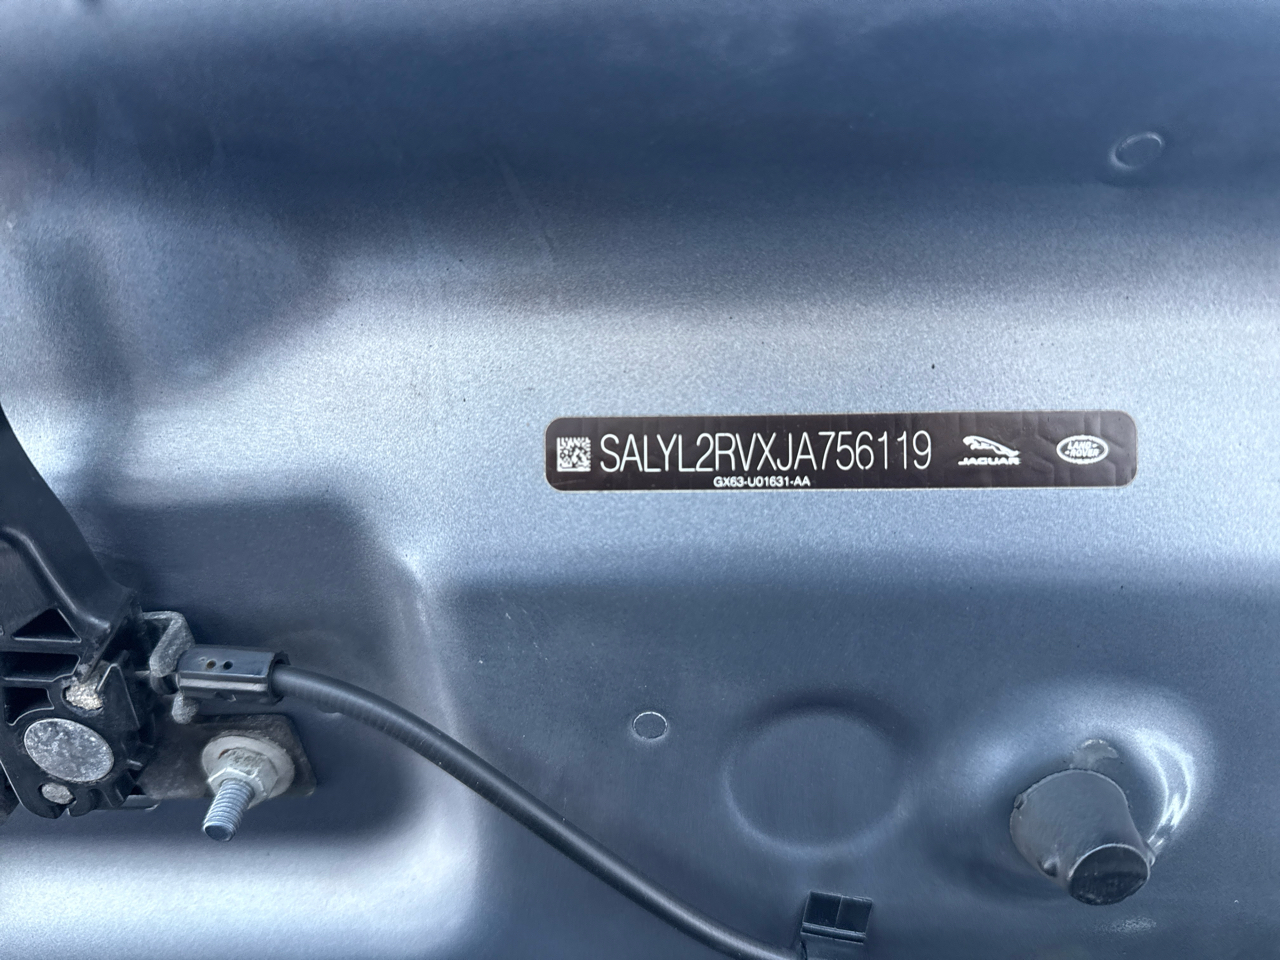 SALYL2RVXJA756119
GX63-U01631-AA
JAGUAR
LAND-
-ROVER